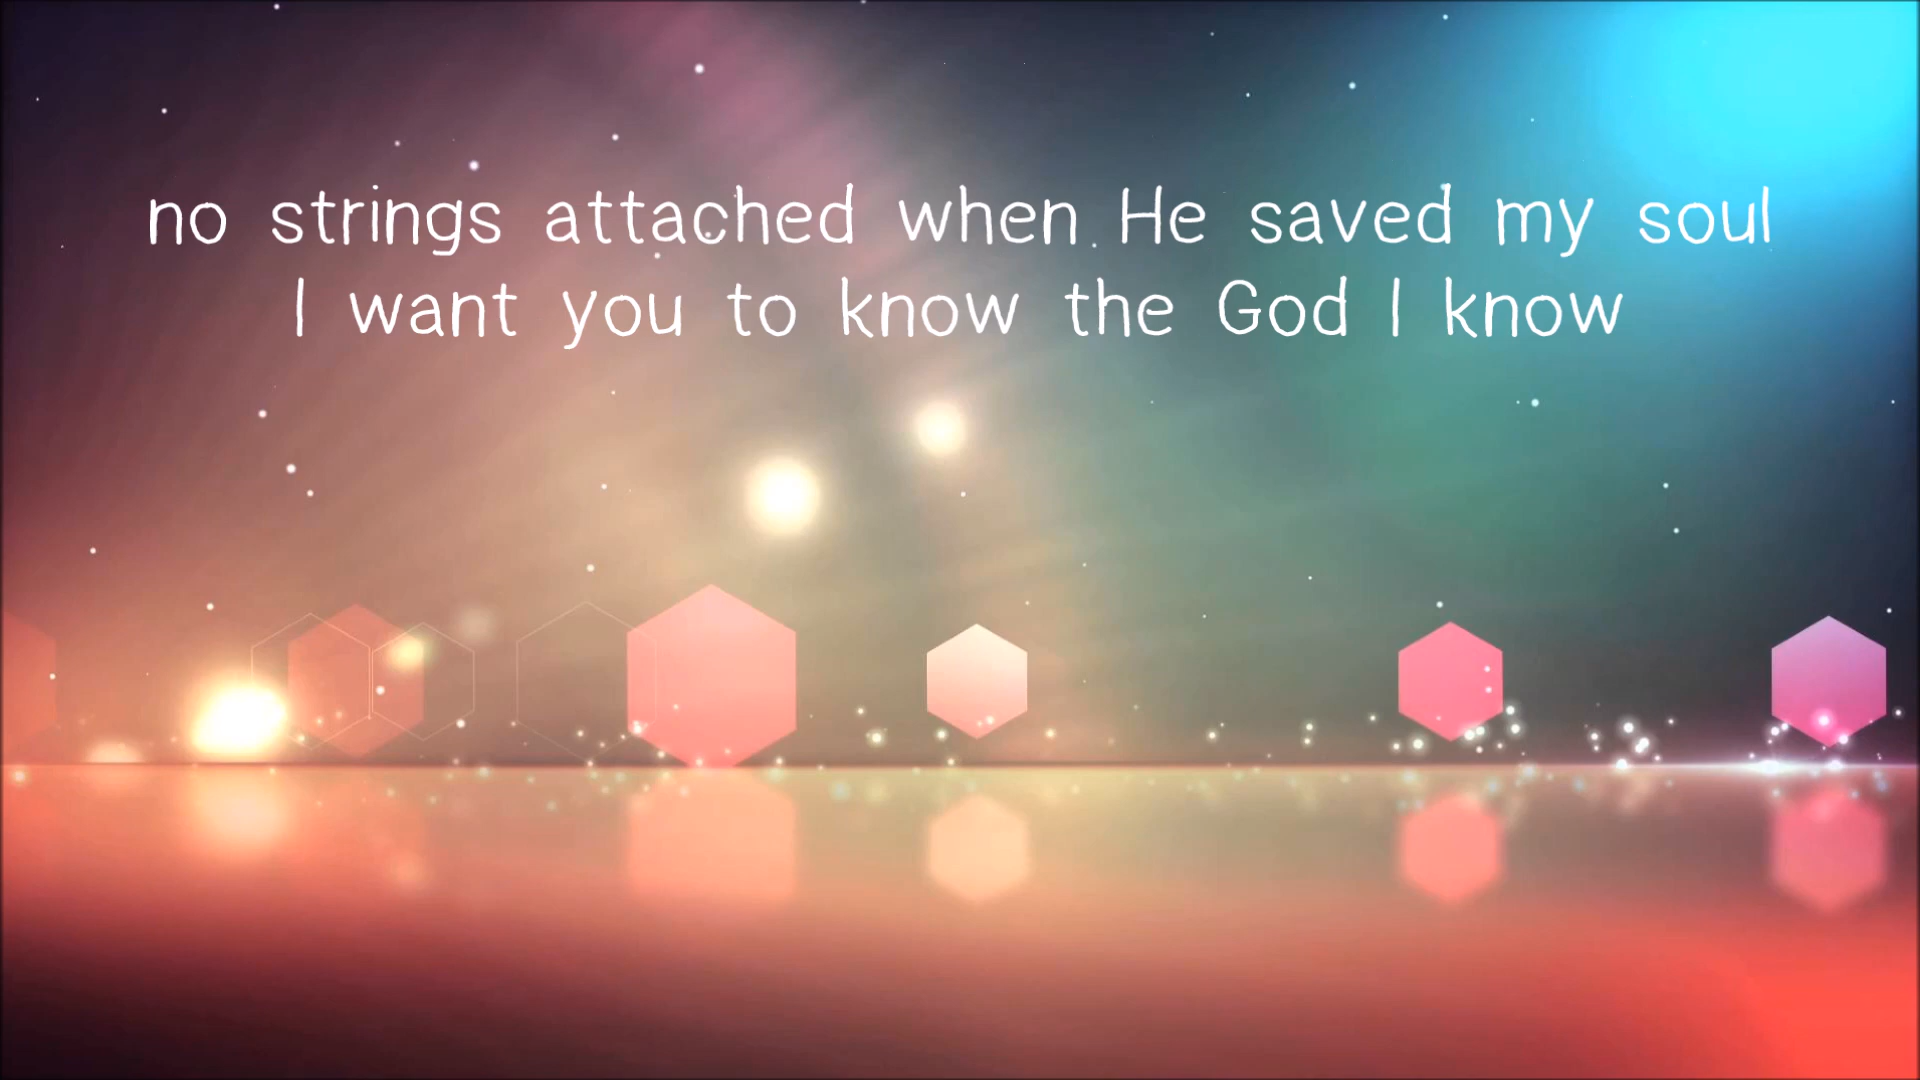 no strings attached when He saved my soul
I want you to know the God I know